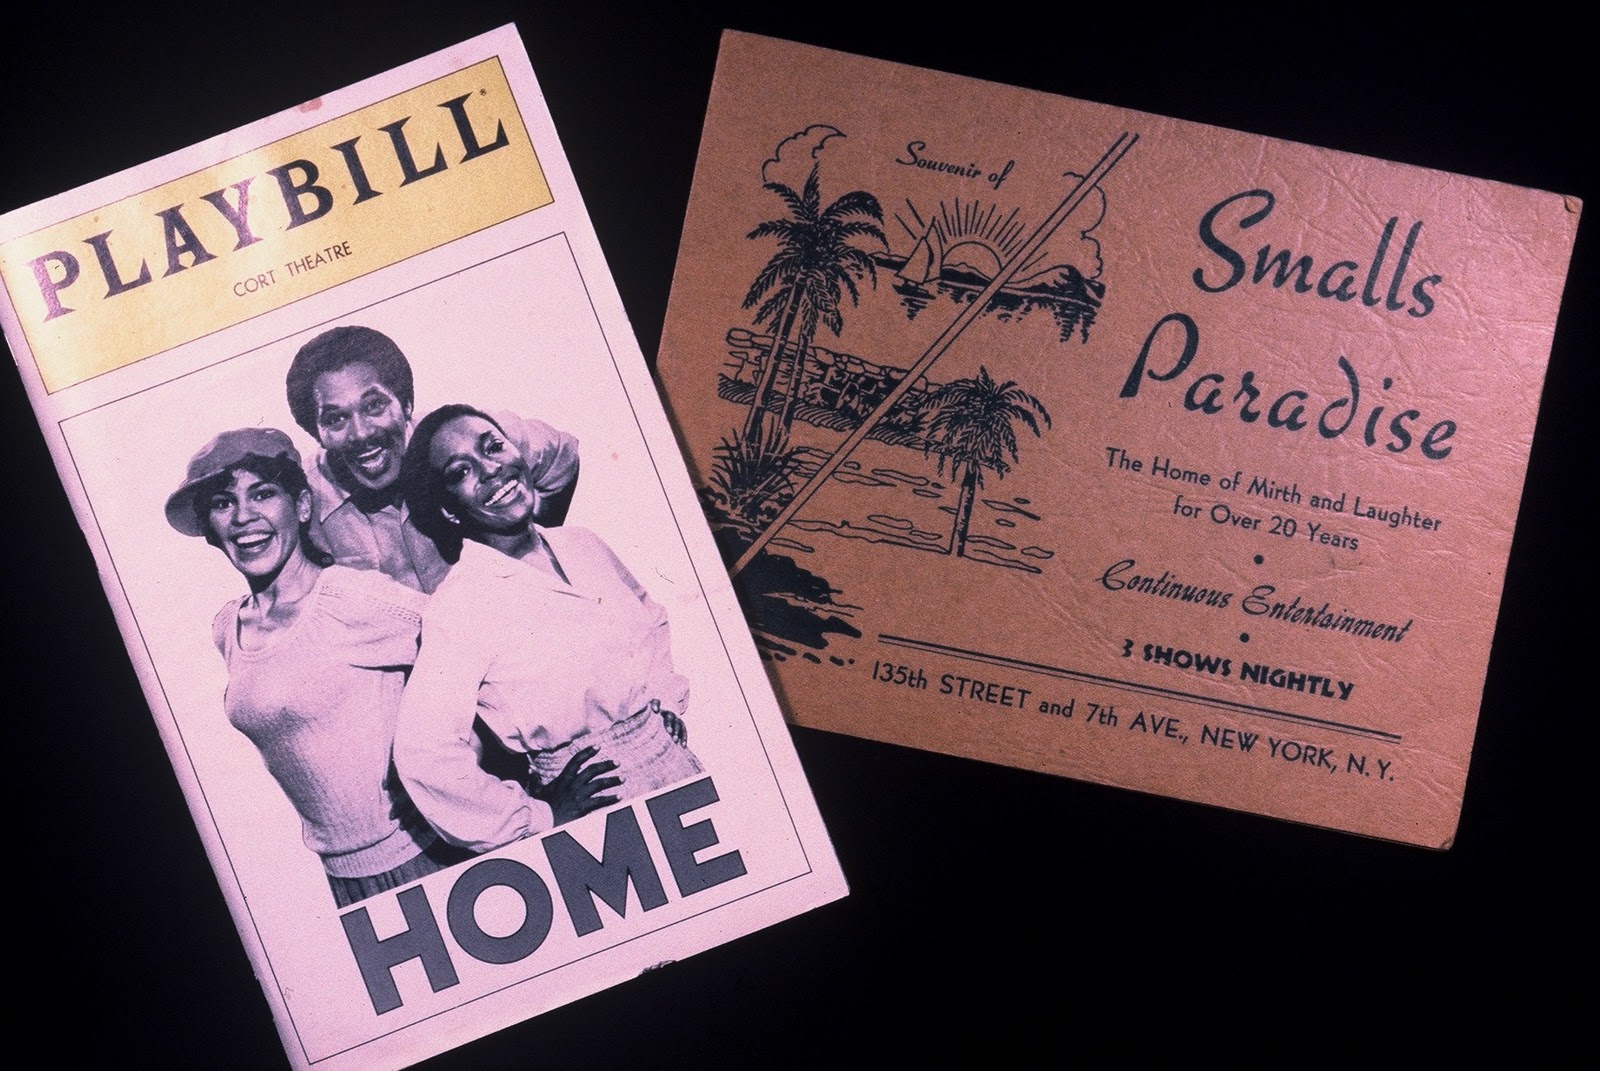 PLAYBILL®
CORT THEATRE
HOME
Souvenir of
Smalls
Paradise
The Home of Mirth and Laughter
for Over 20 Years
•
Continuous Entertainment
•
3 SHOWS NIGHTLY
135th STREET and 7th AVE., NEW YORK, N. Y.